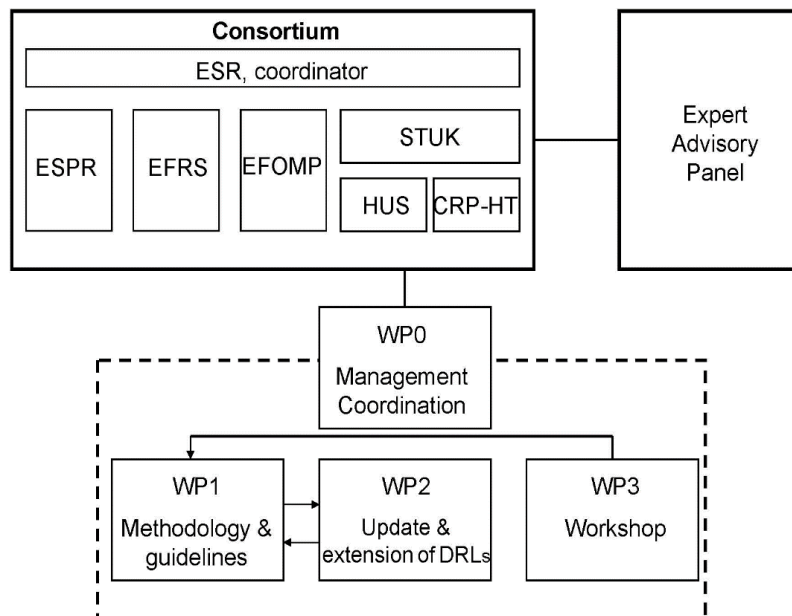 Consortium
ESR, coordinator
ESPR
EFRS
EFOMP
STUK
HUS
CRP-HT
Expert
Advisory
Panel
WP0
Management
Coordination
WP1
Methodology &
guidelines
WP2
Update &
extension of DRLs
WP3
Workshop